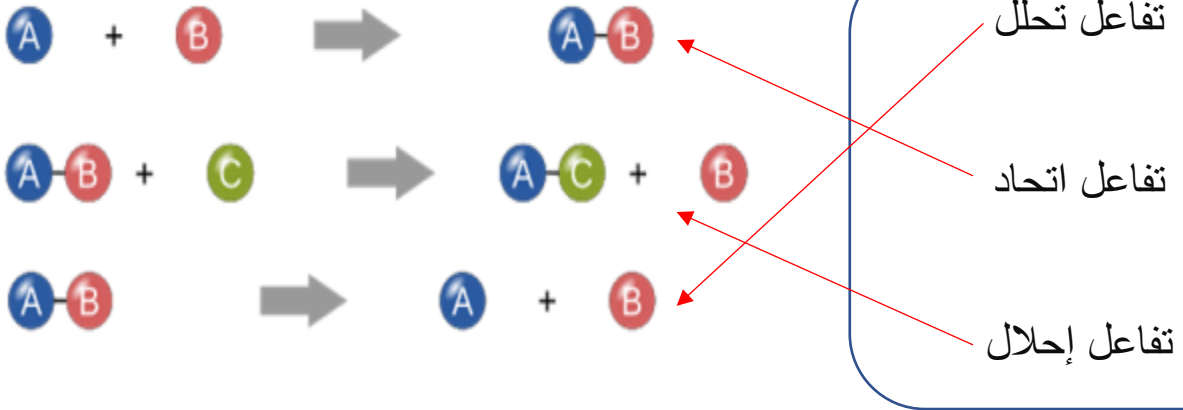 A + B A-B
تفاعل تحلل
A-B + C A-C + B
تفاعل اتحاد
A-B A + B
تفاعل إحلال